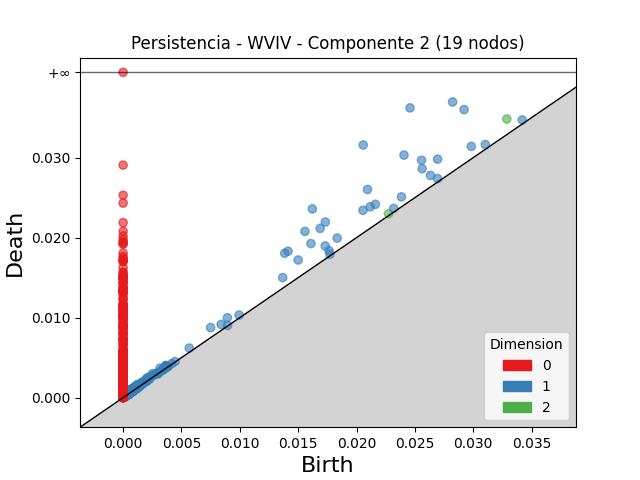 Persistencia - WVIV - Componente 2 (19 nodos)
+∞
0.030
0.020
0.010
0.000
Death
Dimension
0
1
2
0.000 0.005 0.010 0.015 0.020 0.025 0.030 0.035
Birth